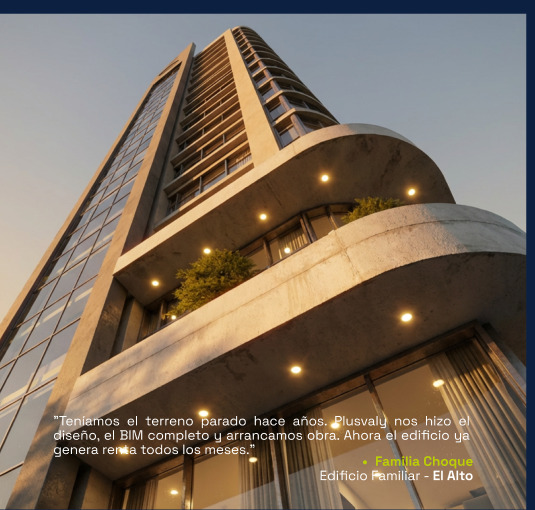 "Teníamos el terreno parado hace años. Plusvaly nos hizo el
diseño, el BIM completo y arrancamos obra. Ahora el edificio ya
genera renta todos los meses."
• Familia Choque
Edificio Familiar - El Alto